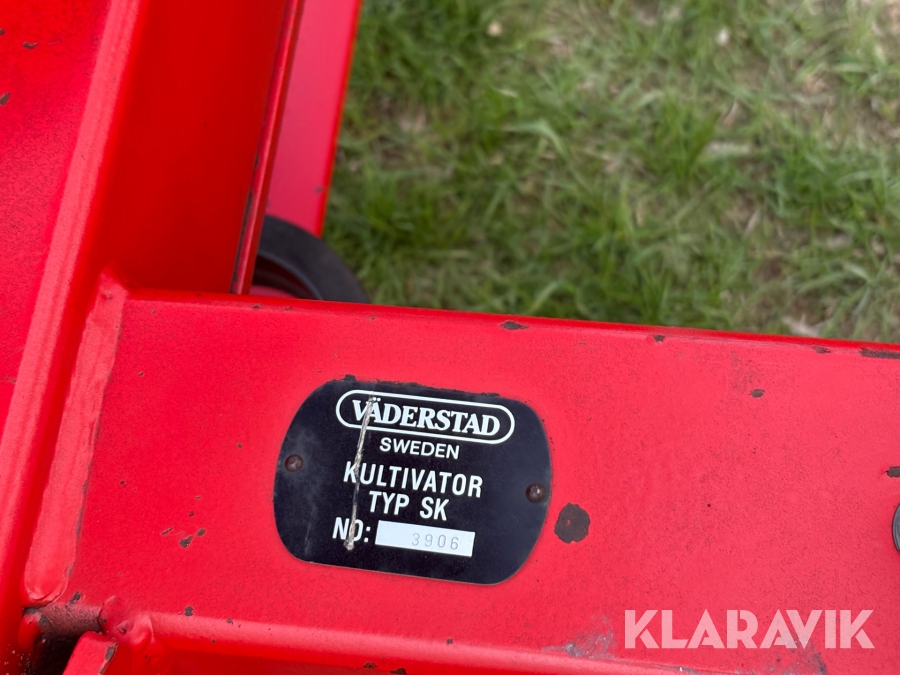 VÄDERSTAD
SWEDEN
KULTIVATOR
TYP SK
NO: 3906
KLARAVIK